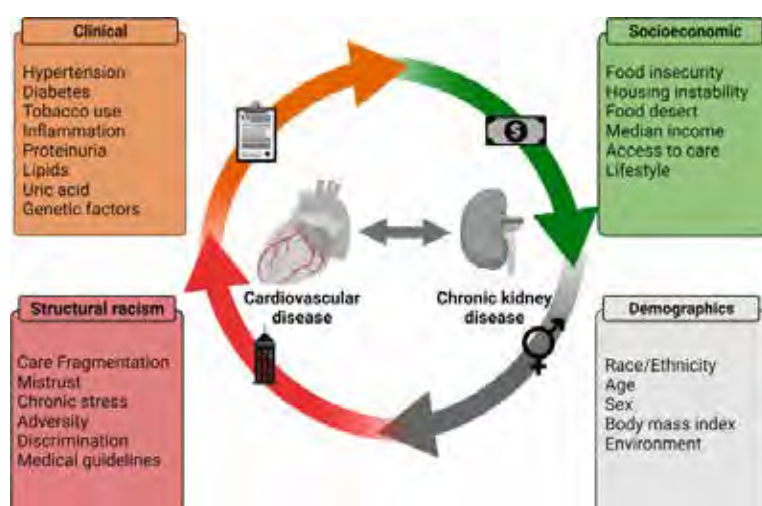 Clinical
Hypertension
Diabetes
Tobacco use
Inflammation
Proteinuria
Lipids
Uric acid
Genetic factors
Socioeconomic
Food insecurity
Housing instability
Food desert
Median income
Access to care
Lifestyle
$
Cardiovascular
disease
Chronic kidney
disease
Structural racism
Care Fragmentation
Mistrust
Chronic stress
Adversity
Discrimination
Medical guidelines
Demographics
Race/Ethnicity
Age
Sex
Body mass index
Environment